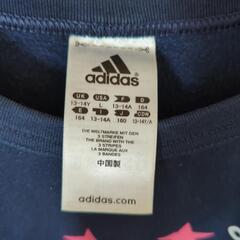 adidas
UK USA F D
13-14Y L 13-14A 164
E I J CDN
164 13-14A 160 13-14Y/A
DIE WELTMARKE MIT DEN
3 STREIFEN
THE BRAND WITH THE
3 STRIPES
LA MARQUE AUX
3 BANDES
中国製
adidas.com